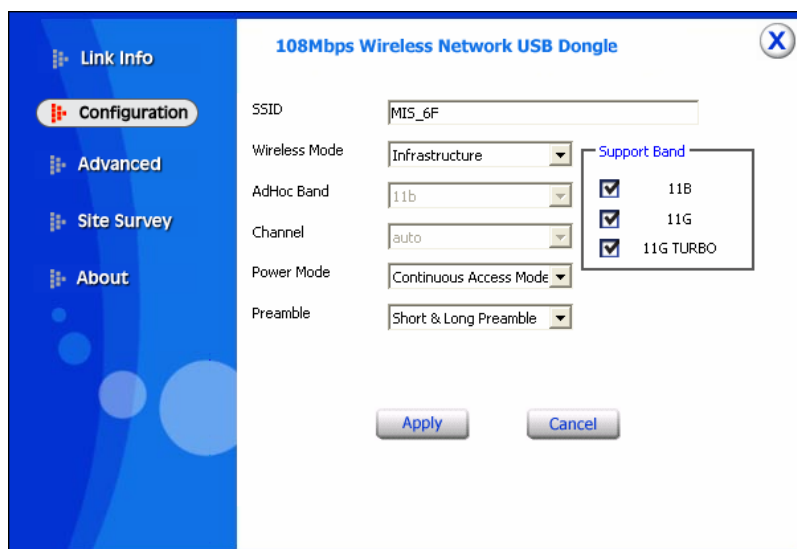 108Mbps Wireless Network USB Dongle
X
Link Info
Configuration
Advanced
Site Survey
About
SSID
MIS_6F
Wireless Mode
Infrastructure
AdHoc Band
11b
Channel
auto
Power Mode
Continuous Access Mode
Preamble
Short & Long Preamble
Support Band
11B
11G
11G TURBO
Apply
Cancel